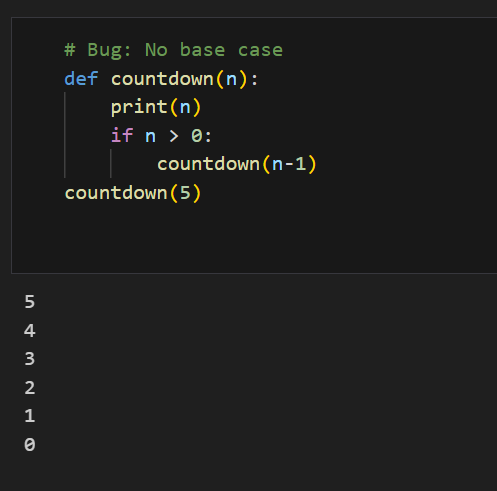 # Bug: No base case
def countdown(n):
    print(n)
    if n > 0:
        countdown(n-1)
countdown(5)
5
4
3
2
1
0